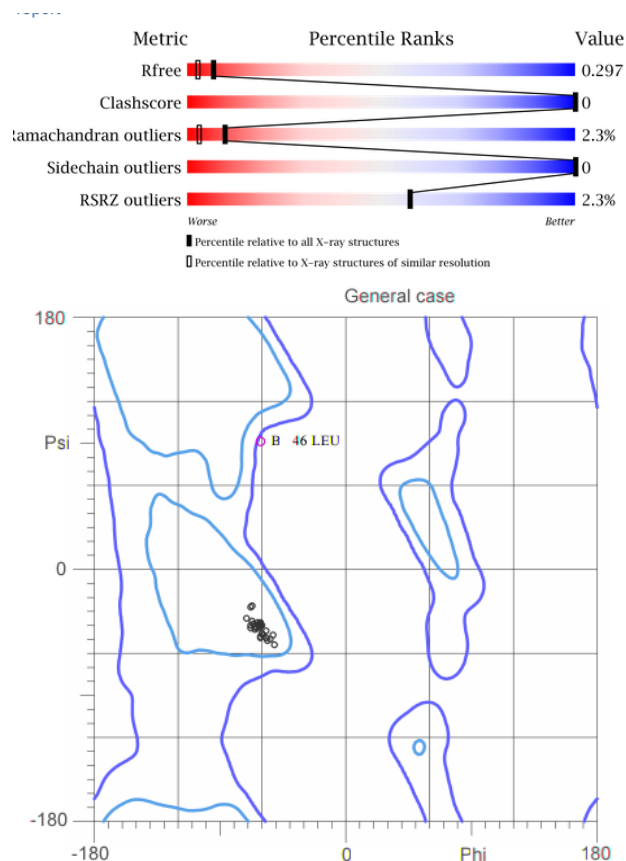 Metric Percentile Ranks Value
Rfree 0.297
Clashscore 0
Ramachandran outliers 2.3%
Sidechain outliers 0
RSRZ outliers 2.3%
Worse Better
Percentile relative to all X-ray structures
Percentile relative to X-ray structures of similar resolution
General case
180
Psi B 46 LEU
0
-180
-180 0 Phi 180